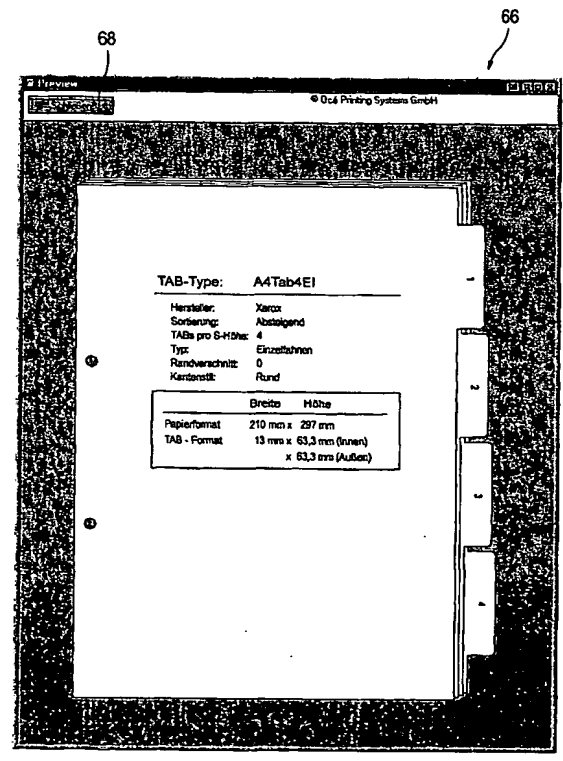 66
68
Preview
© Océ Printing Systems GmbH
TAB-Type: A4Tab4EI
Hersteller: Xerox
Sortierung: Absteigend
TABs pro S-Höhe: 4
Typ: Einzelfahnen
Randverschnitt: 0
Kantenstil: Rund
Breite Höhe
Papierformat 210 mm x 297 mm
TAB - Format 13 mm x 63,3 mm (Innen)
x 63,3 mm (Außen)
1
2
3
4